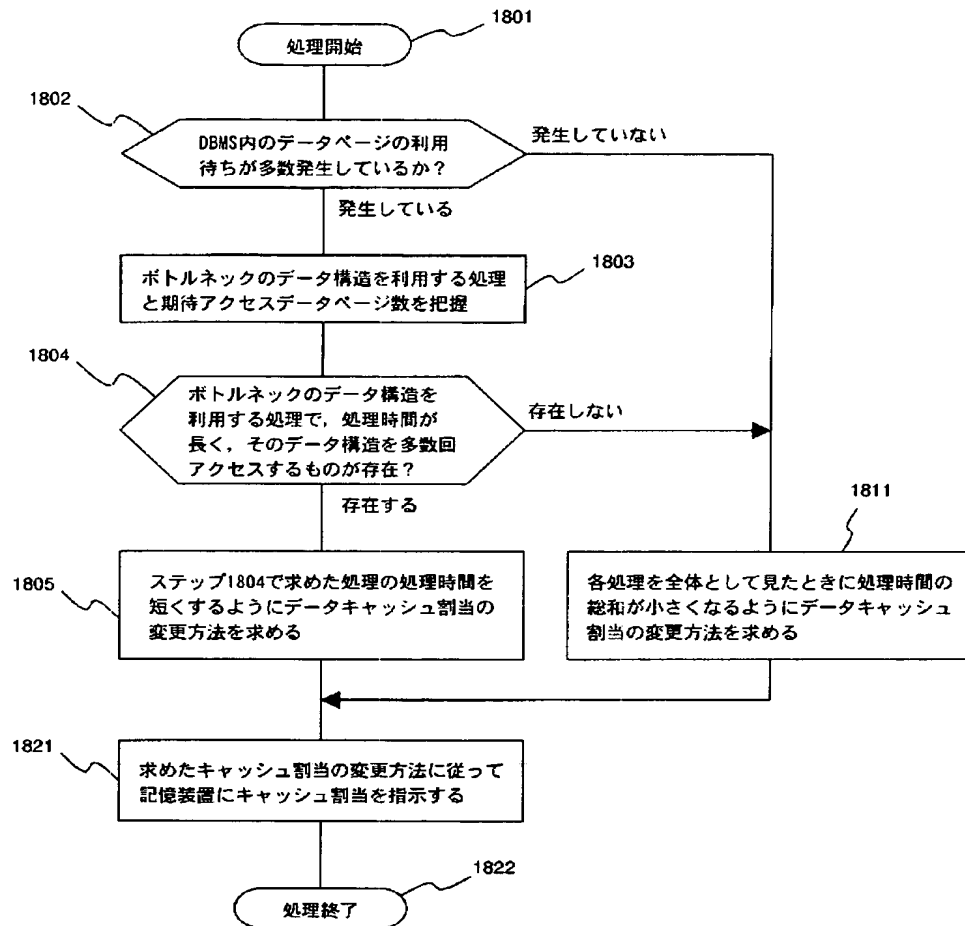 1801
処理開始
1802
DBMS内のデータページの利用
待ちが多数発生しているか？
発生していない
発生している
ボトルネックのデータ構造を利用する処理
と期待アクセスデータページ数を把握
1803
1804
ボトルネックのデータ構造を
利用する処理で，処理時間が
長く，そのデータ構造を多数回
アクセスするものが存在？
存在しない
存在する
1811
1805
ステップ1804で求めた処理の処理時間を
短くするようにデータキャッシュ割当の
変更方法を求める
各処理を全体として見たときに処理時間の
総和が小さくなるようにデータキャッシュ
割当の変更方法を求める
1821
求めたキャッシュ割当の変更方法に従って
記憶装置にキャッシュ割当を指示する
1822
処理終了